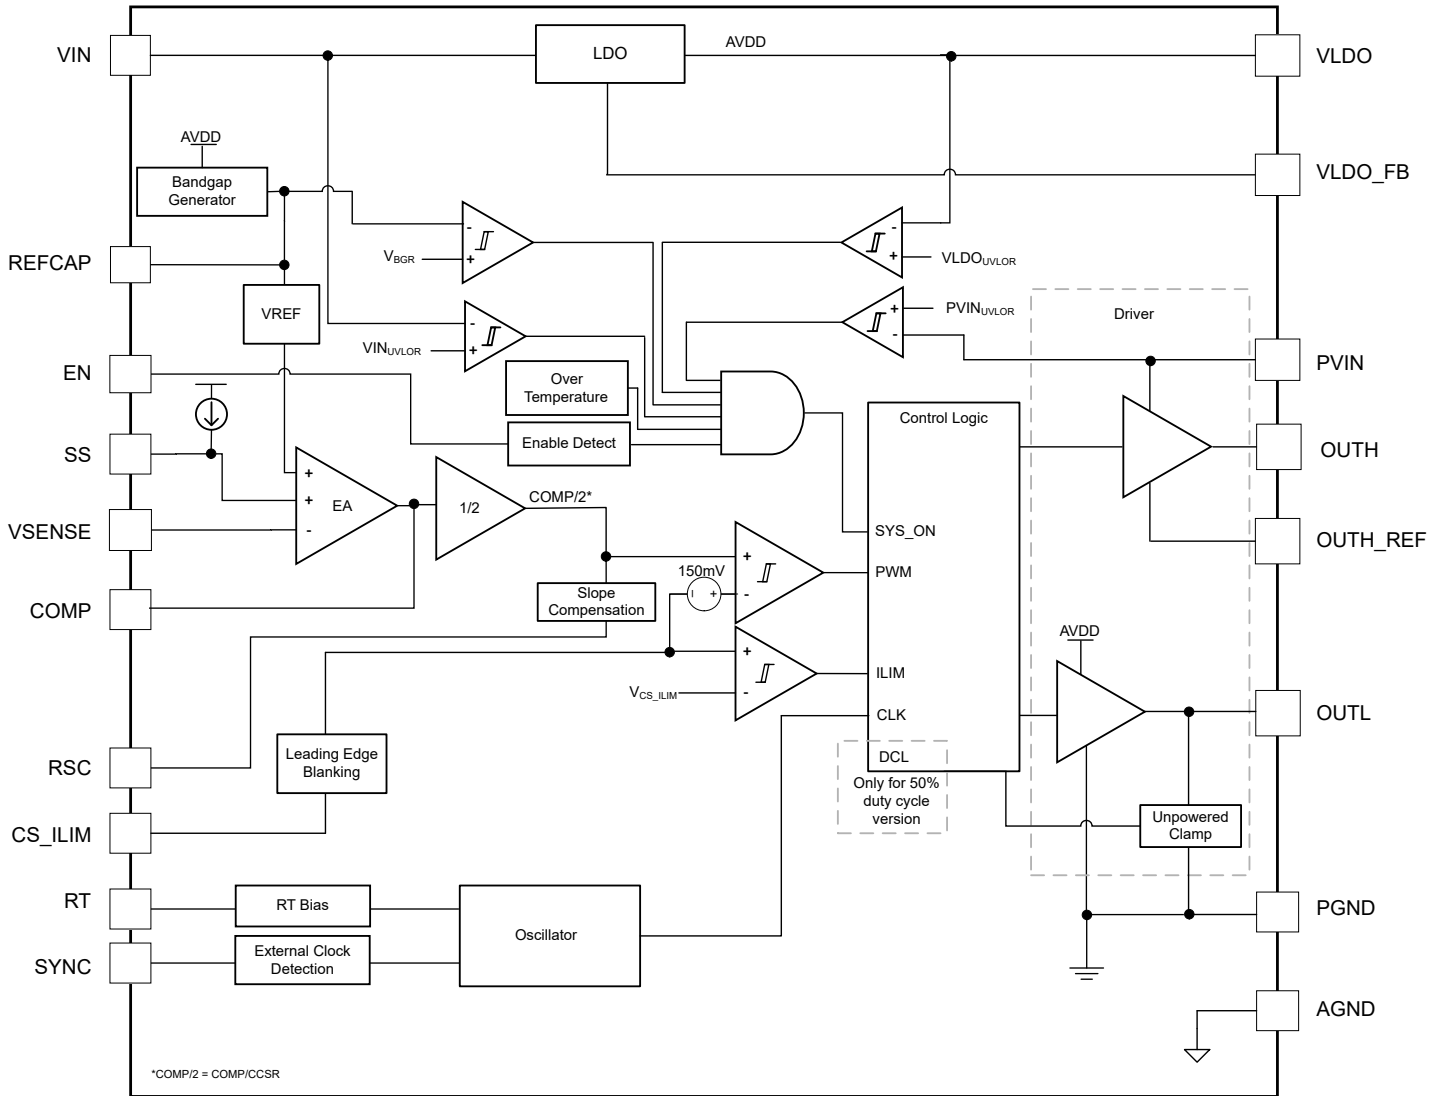 VIN
LDO
AVDD
VLDO
AVDD
Bandgap
Generator
VLDO_FB
REFCAP
VBGR
-
+
-
+
VLDOUVLOR
VREF
VINUVLOR
-
+
+
-
PVINUVLOR
Driver
EN
Over
Temperature
PVIN
Control Logic
Enable Detect
SS
OUTH
+
+
-
EA
1/2
COMP/2*
VSENSE
SYS_ON
OUTH_REF
COMP
150mV
- +
+
-
PWM
Slope
Compensation
AVDD
+
-
VCS_ILIM
ILIM
CLK
OUTL
RSC
Leading Edge
Blanking
DCL
Only for 50%
duty cycle
version
CS_ILIM
Unpowered
Clamp
RT
RT Bias
Oscillator
PGND
SYNC
External Clock
Detection
AGND
*COMP/2 = COMP/CCSR